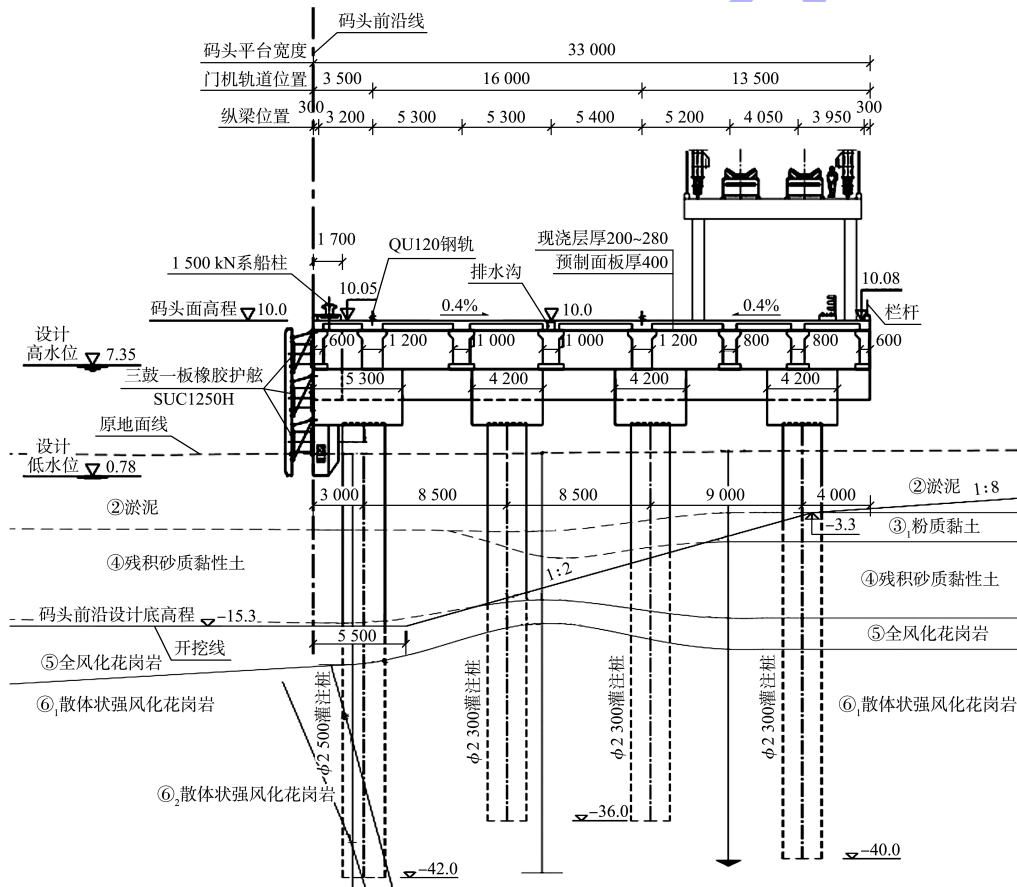 码头前沿线
码头平台宽度
33 000
门机轨道位置
3 500
16 000
13 500
300
300
纵梁位置
3 200
5 300
5 300
5 400
5 200
4 050
3 950
1 700
QU120钢轨
现浇层厚200~280
预制面板厚400
1 500 kN系船柱
排水沟
10.05
10.08
码头面高程
10.0
0.4%
10.0
0.4%
栏杆
设计
高水位
7.35
600
1 200
1 000
1 000
1 200
800
800
600
三鼓一板橡胶护舷
SUC1250H
5 300
4 200
4 200
4 200
原地面线
设计
低水位
0.78
3 000
8 500
8 500
9 000
4 000
②淤泥
②淤泥
1:8
-3.3
③1粉质黏土
④残积砂质黏性土
1:2
④残积砂质黏性土
码头前沿设计底高程
-15.3
5 500
开挖线
⑤全风化花岗岩
⑤全风化花岗岩
⑥1散体状强风化花岗岩
ϕ2 500灌注桩
ϕ2 300灌注桩
ϕ2 300灌注桩
ϕ2 300灌注桩
⑥1散体状强风化花岗岩
⑥2散体状强风化花岗岩
-36.0
-42.0
-40.0